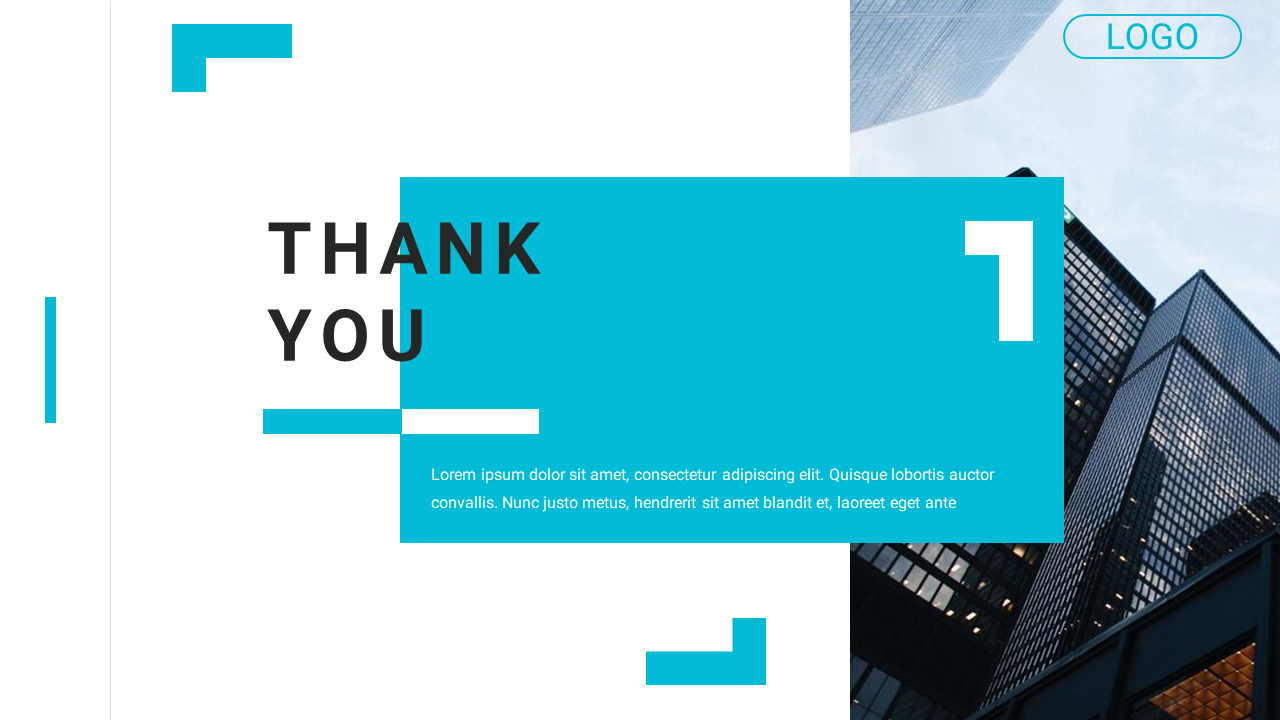 LOGO
THANK
YOU
Lorem ipsum dolor sit amet, consectetur adipiscing elit. Quisque lobortis auctor
convallis. Nunc justo metus, hendrerit sit amet blandit et, laoreet eget ante